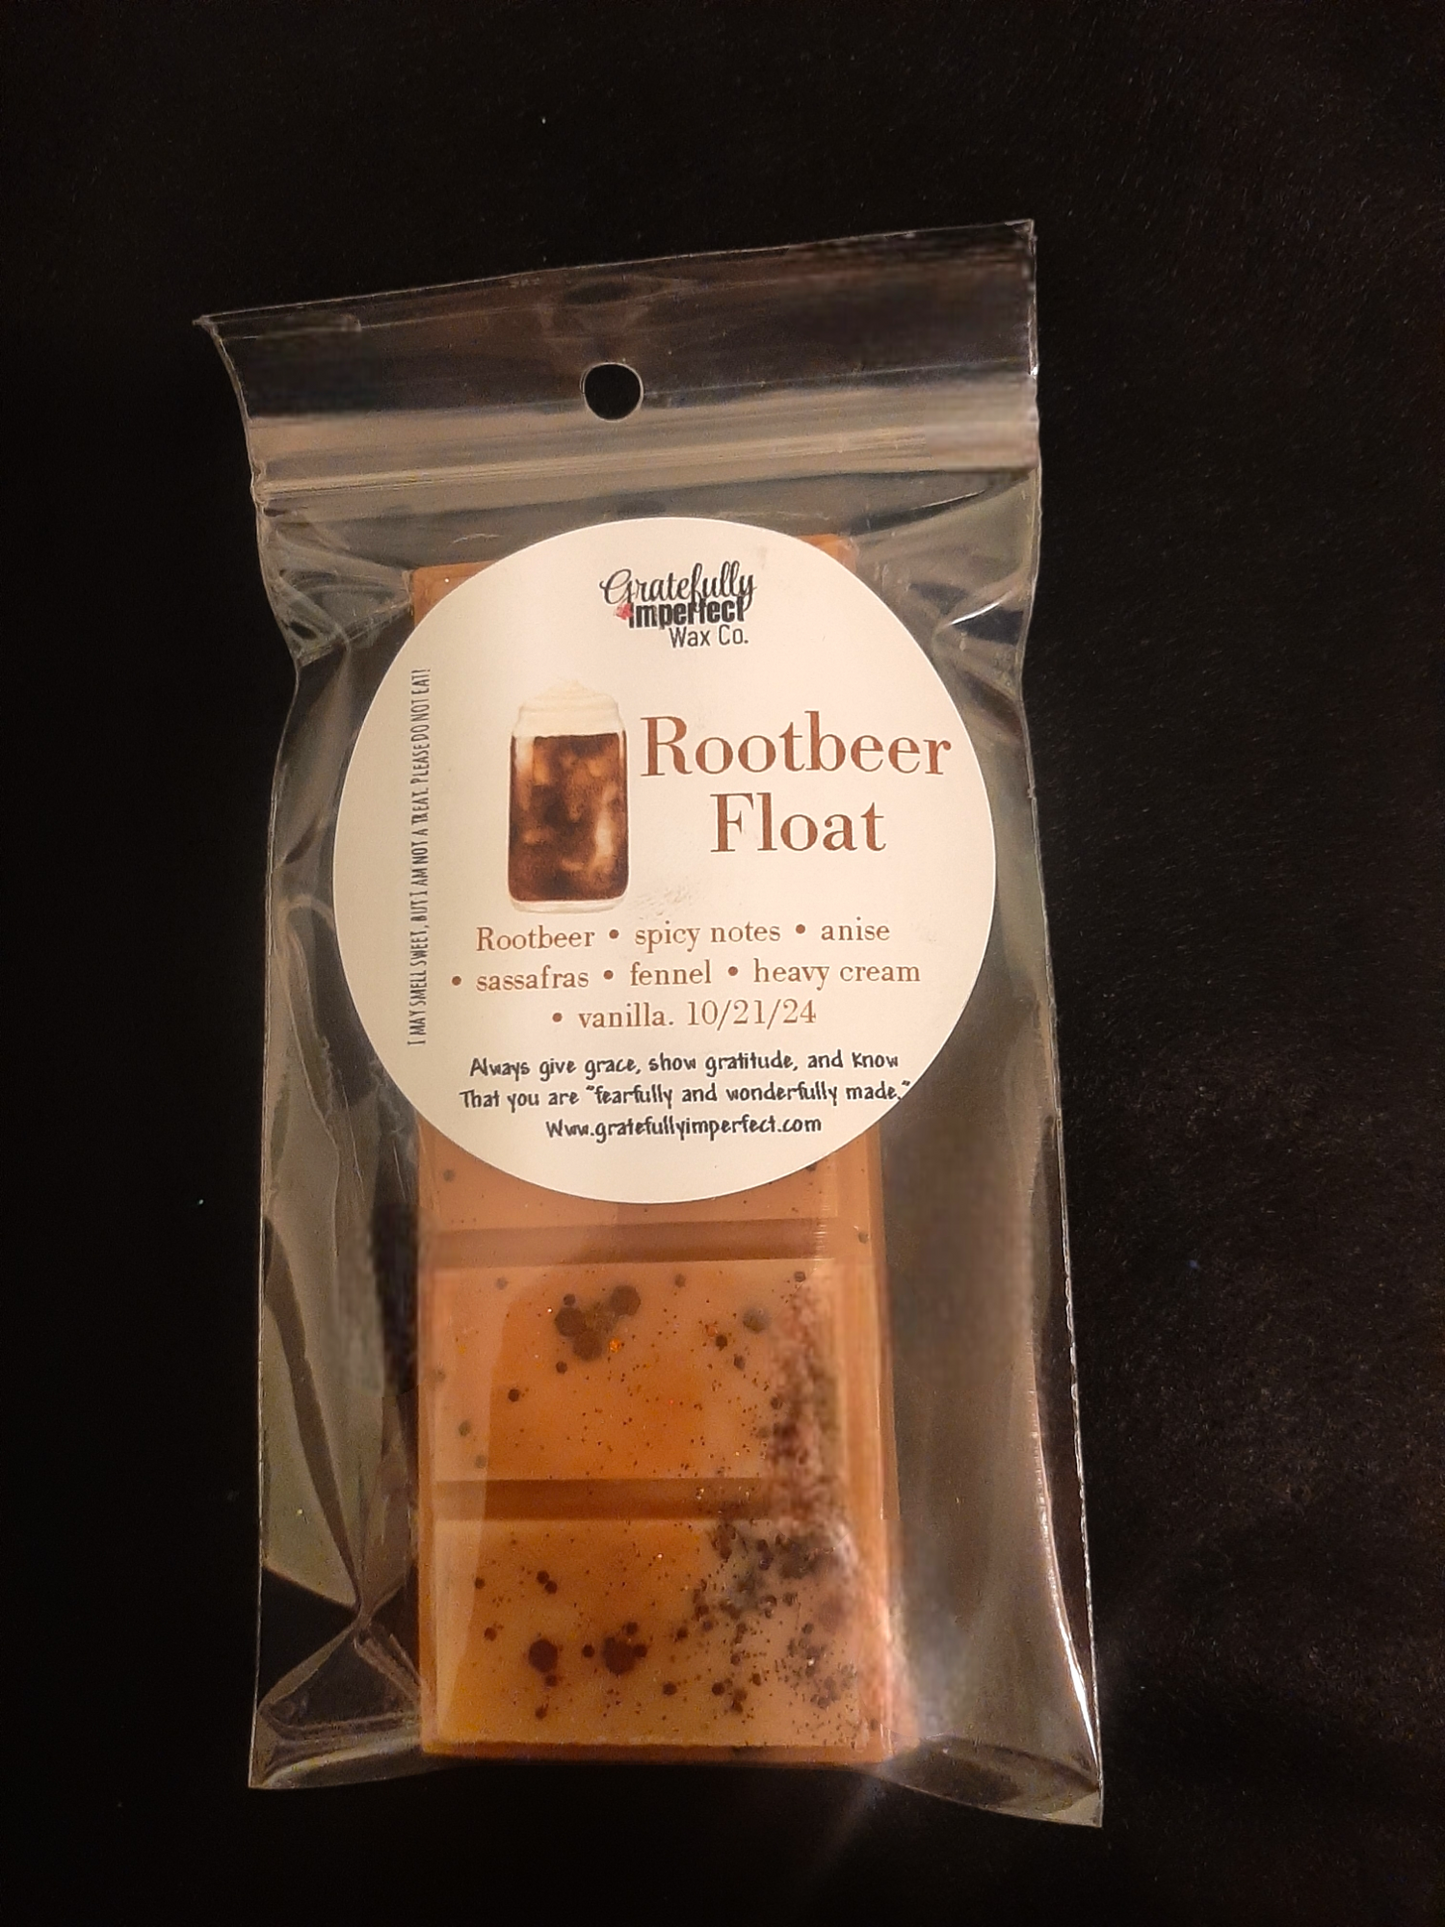 Gratefully
imperfect
Wax Co.
I MAY SMELL SWEET, BUT I AM NOT A TREAT. PLEASE DO NOT EAT!
Rootbeer
Float
Rootbeer • spicy notes • anise
• sassafras • fennel • heavy cream
• vanilla. 10/21/24
Always give grace, show gratitude, and know
That you are "fearfully and wonderfully made."
Www.gratefullyimperfect.com